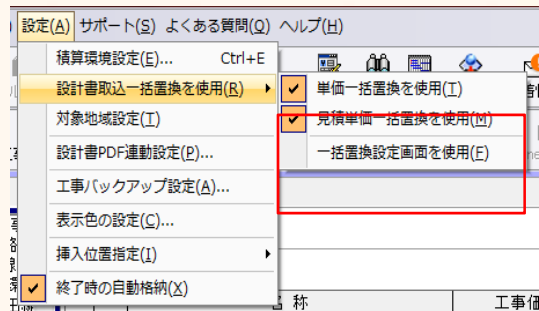 設定(A) サポート(S) よくある質問(Q) ヘルプ(H)
積算環境設定(E)... Ctrl+E
設計書取込一括置換を使用(R)
対象地域設定(T)
設計書PDF連動設定(P)...
工事バックアップ設定(A)...
表示色の設定(C)...
挿入位置指定(I)
終了時の自動格納(X)
単価一括置換を使用(T)
見積単価一括置換を使用(M)
一括置換設定画面を使用(F)
名 称
工事価